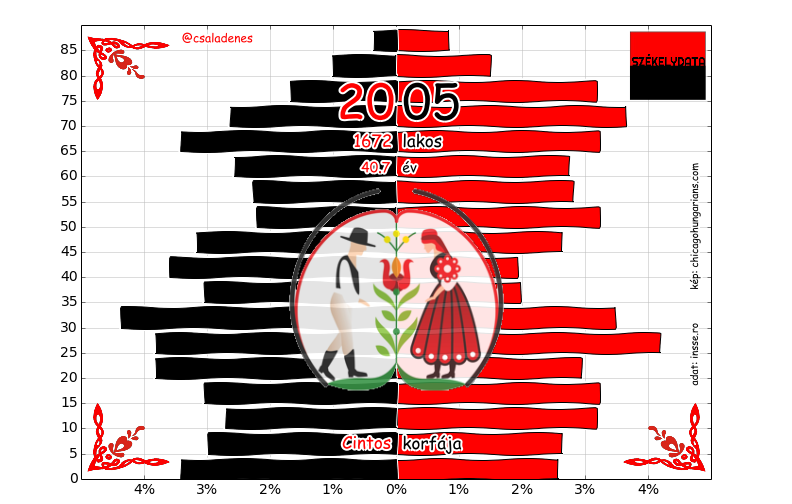 @csaladenes
SZÉKELYDATA
2005
1672 lakos
40.7 év
kép: chicagohungarians.com
adat: insse.ro
Cintos korfája
85
80
75
70
65
60
55
50
45
40
35
30
25
20
15
10
5
0
4% 3% 2% 1% 0% 1% 2% 3% 4%